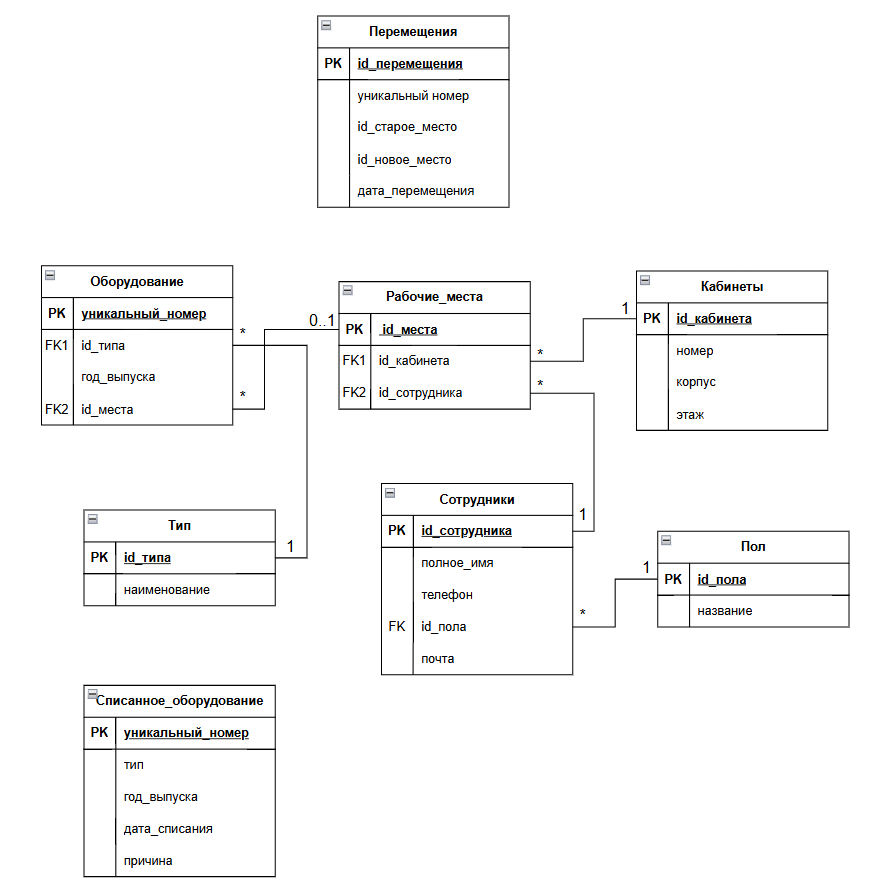 Перемещения
PK id_перемещения
уникальный номер
id_старое_место
id_новое_место
дата_перемещения
Оборудование
PK уникальный_номер
FK1 id_типа
год_выпуска
FK2 id_места
*
*
0..1
Рабочие_места
PK id_места
FK1 id_кабинета
FK2 id_сотрудника
*
*
1
Кабинеты
PK id_кабинета
номер
корпус
этаж
Тип
PK id_типа
наименование
1
Сотрудники
PK id_сотрудника
полное_имя
телефон
FK id_пола
почта
1
*
1
Пол
PK id_пола
название
Списанное_оборудование
PK уникальный_номер
тип
год_выпуска
дата_списания
причина